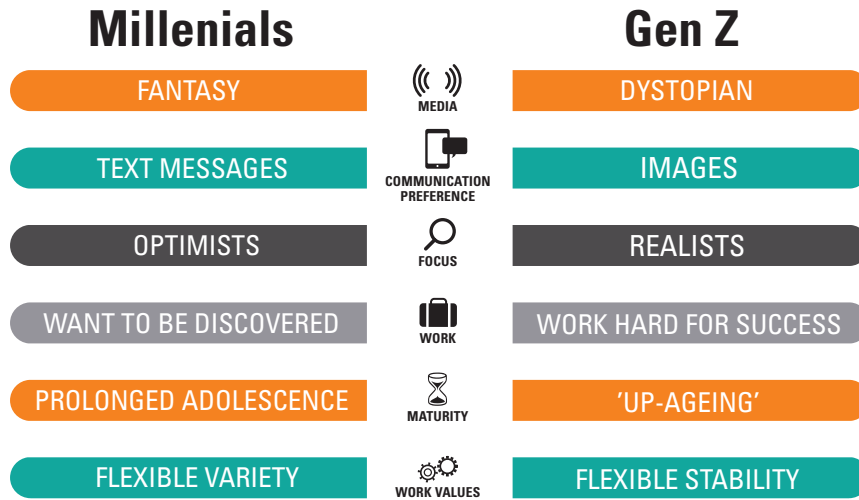 Millenials
Gen Z
FANTASY
MEDIA
DYSTOPIAN
TEXT MESSAGES
COMMUNICATION
PREFERENCE
IMAGES
OPTIMISTS
FOCUS
REALISTS
WANT TO BE DISCOVERED
WORK
WORK HARD FOR SUCCESS
PROLONGED ADOLESCENCE
MATURITY
'UP-AGEING'
FLEXIBLE VARIETY
WORK VALUES
FLEXIBLE STABILITY